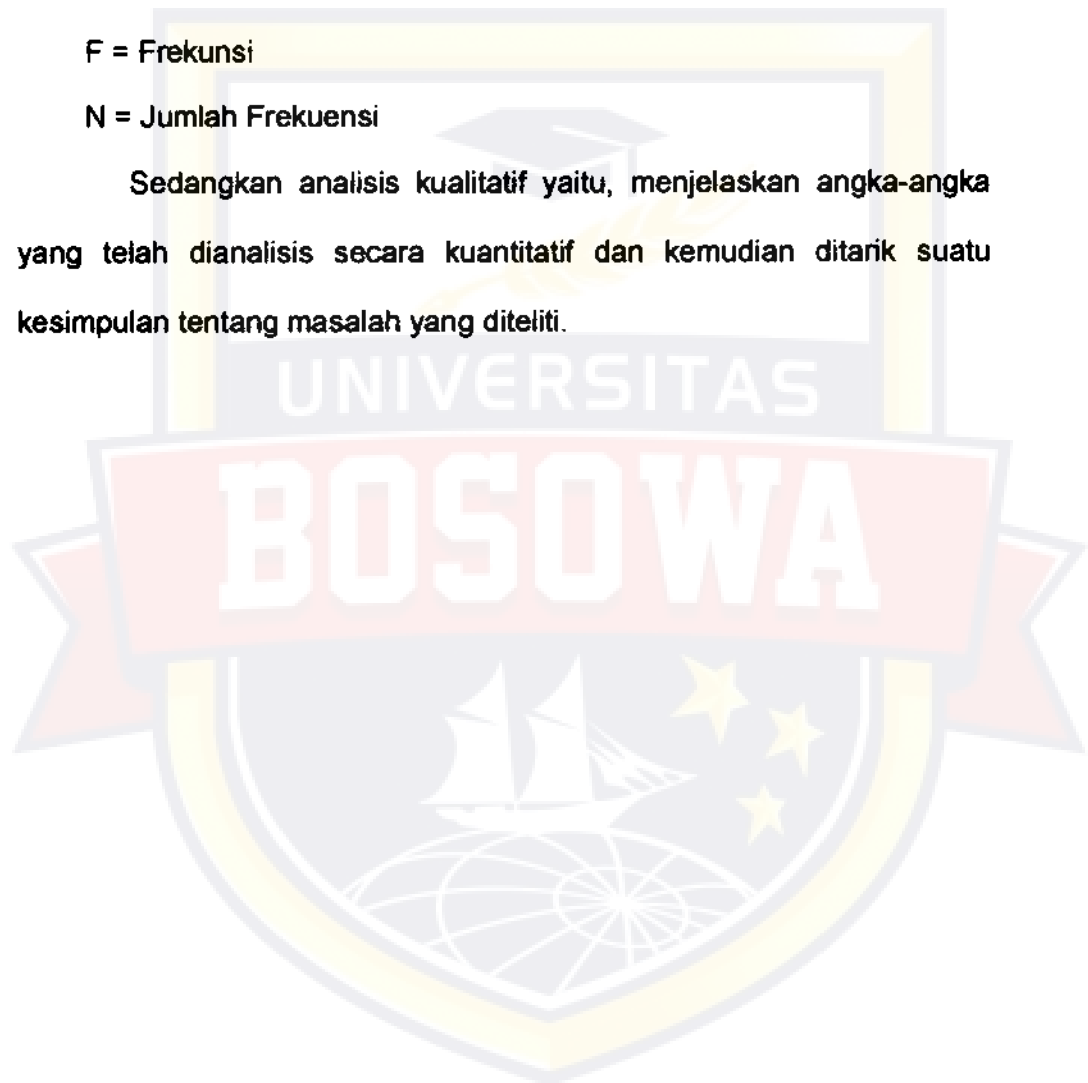 F = Frekunsi
N = Jumlah Frekuensi
Sedangkan analisis kualitatif yaitu, menjelaskan angka-angka
yang telah dianalisis secara kuantitatif dan kemudian ditarik suatu
kesimpulan tentang masalah yang diteliti.
UNIVERSITAS
BOSOWA